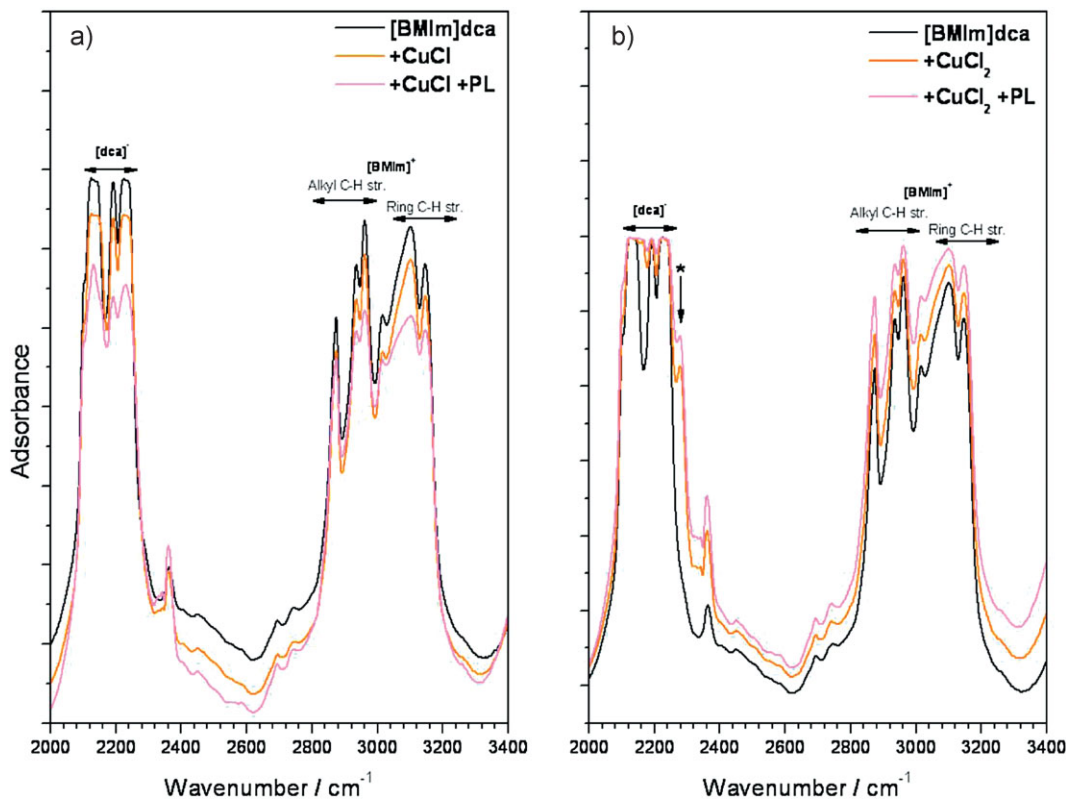 a)
[BMIm]dca
+CuCl
+CuCl +PL
[dca]⁻
[BMIm]⁺
Alkyl C-H str.
Ring C-H str.
Adsorbance
2000 2200 2400 2600 2800 3000 3200 3400
Wavenumber / cm⁻¹
b)
[BMIm]dca
+CuCl₂
+CuCl₂ +PL
[dca]⁻
*
[BMIm]⁺
Alkyl C-H str.
Ring C-H str.
2000 2200 2400 2600 2800 3000 3200 3400
Wavenumber / cm⁻¹